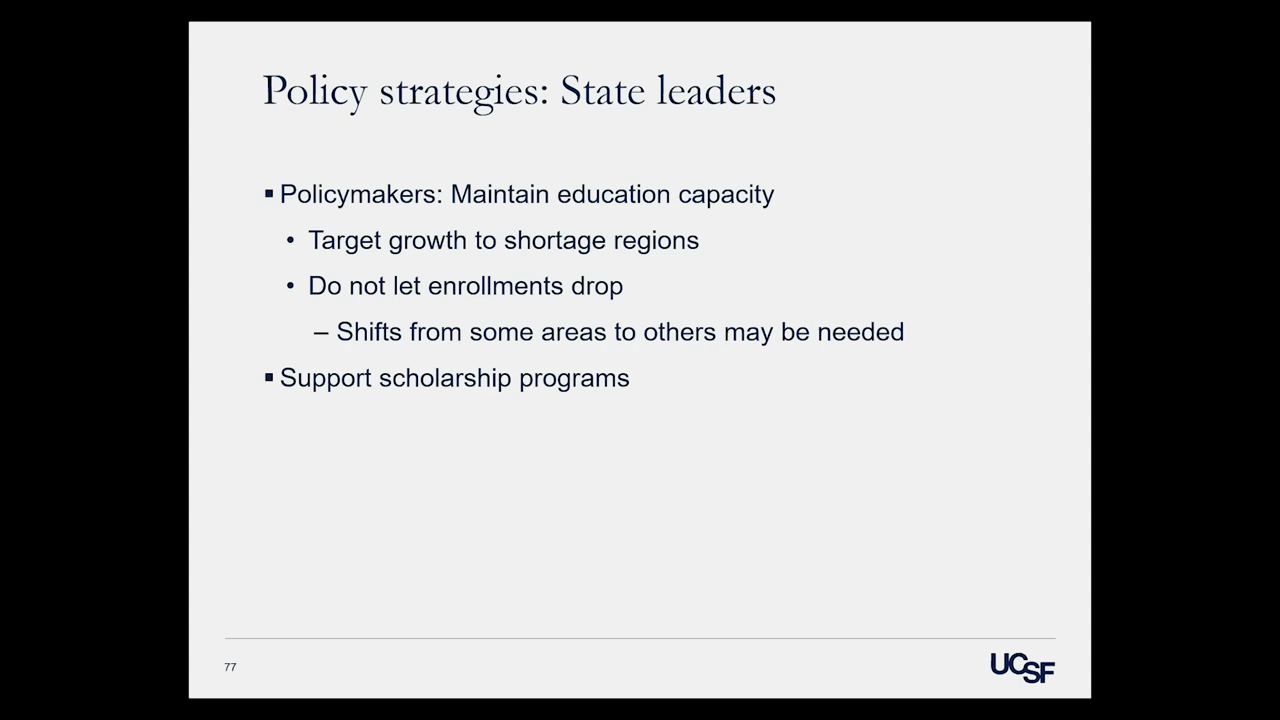 Policy strategies: State leaders
▪ Policymakers: Maintain education capacity
• Target growth to shortage regions
• Do not let enrollments drop
– Shifts from some areas to others may be needed
▪ Support scholarship programs
77
UCSF